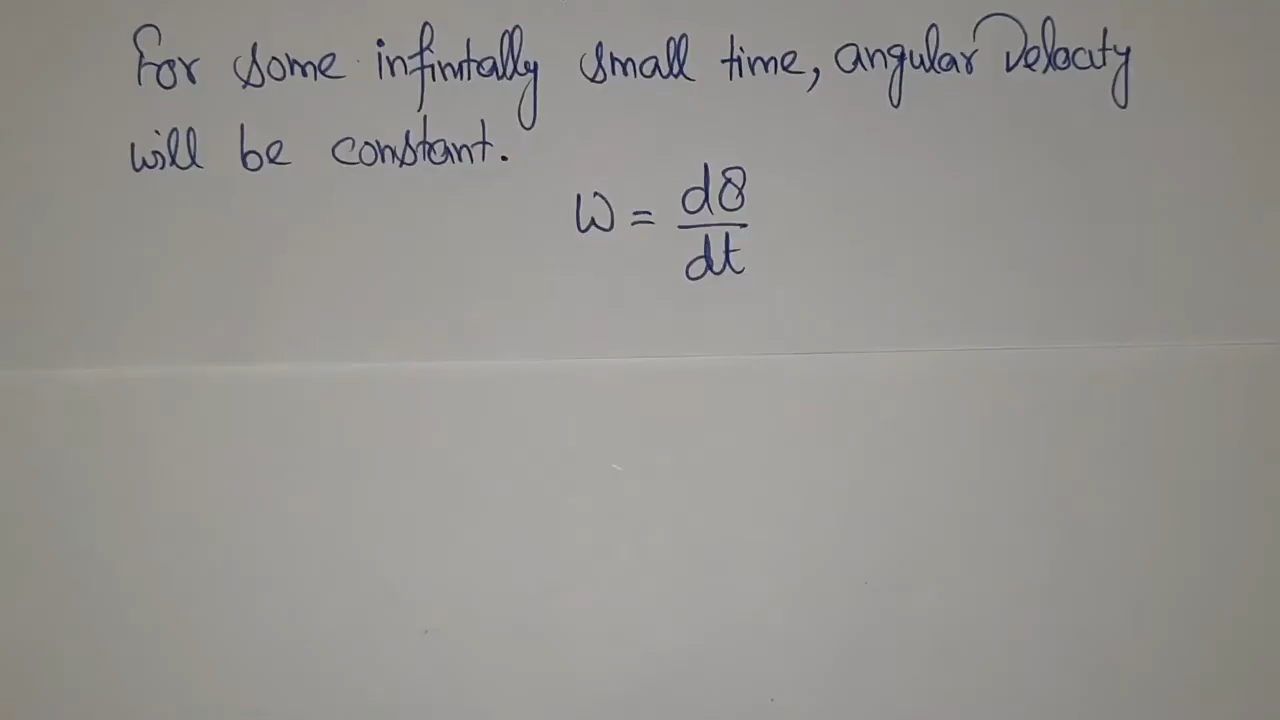 For some infinitally small time, angular velocity
will be constant.
ω = dθ/dt